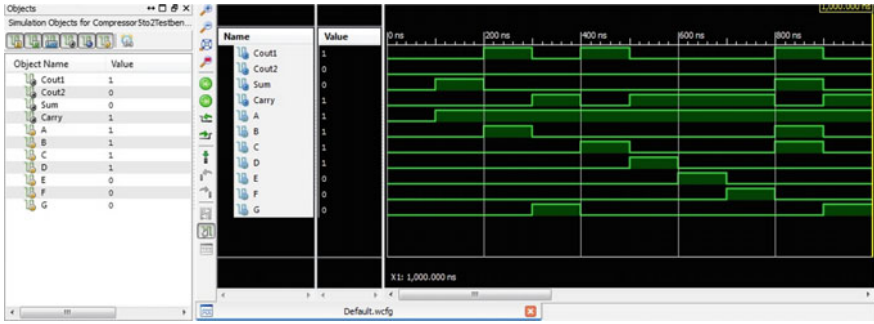 Objects
Simulation Objects for Compressor5to2Testben...
Object Name Value
Cout1 1
Cout2 0
Sum 0
Carry 1
A 1
B 1
C 1
D 1
E 0
F 0
G 0
Name Value
Cout1 1
Cout2 0
Sum 0
Carry 1
A 1
B 1
C 1
D 1
E 0
F 0
G 0
1,000.000 ns
0 ns 200 ns 400 ns 600 ns 800 ns
X1: 1,000.000 ns
Default.wcfg